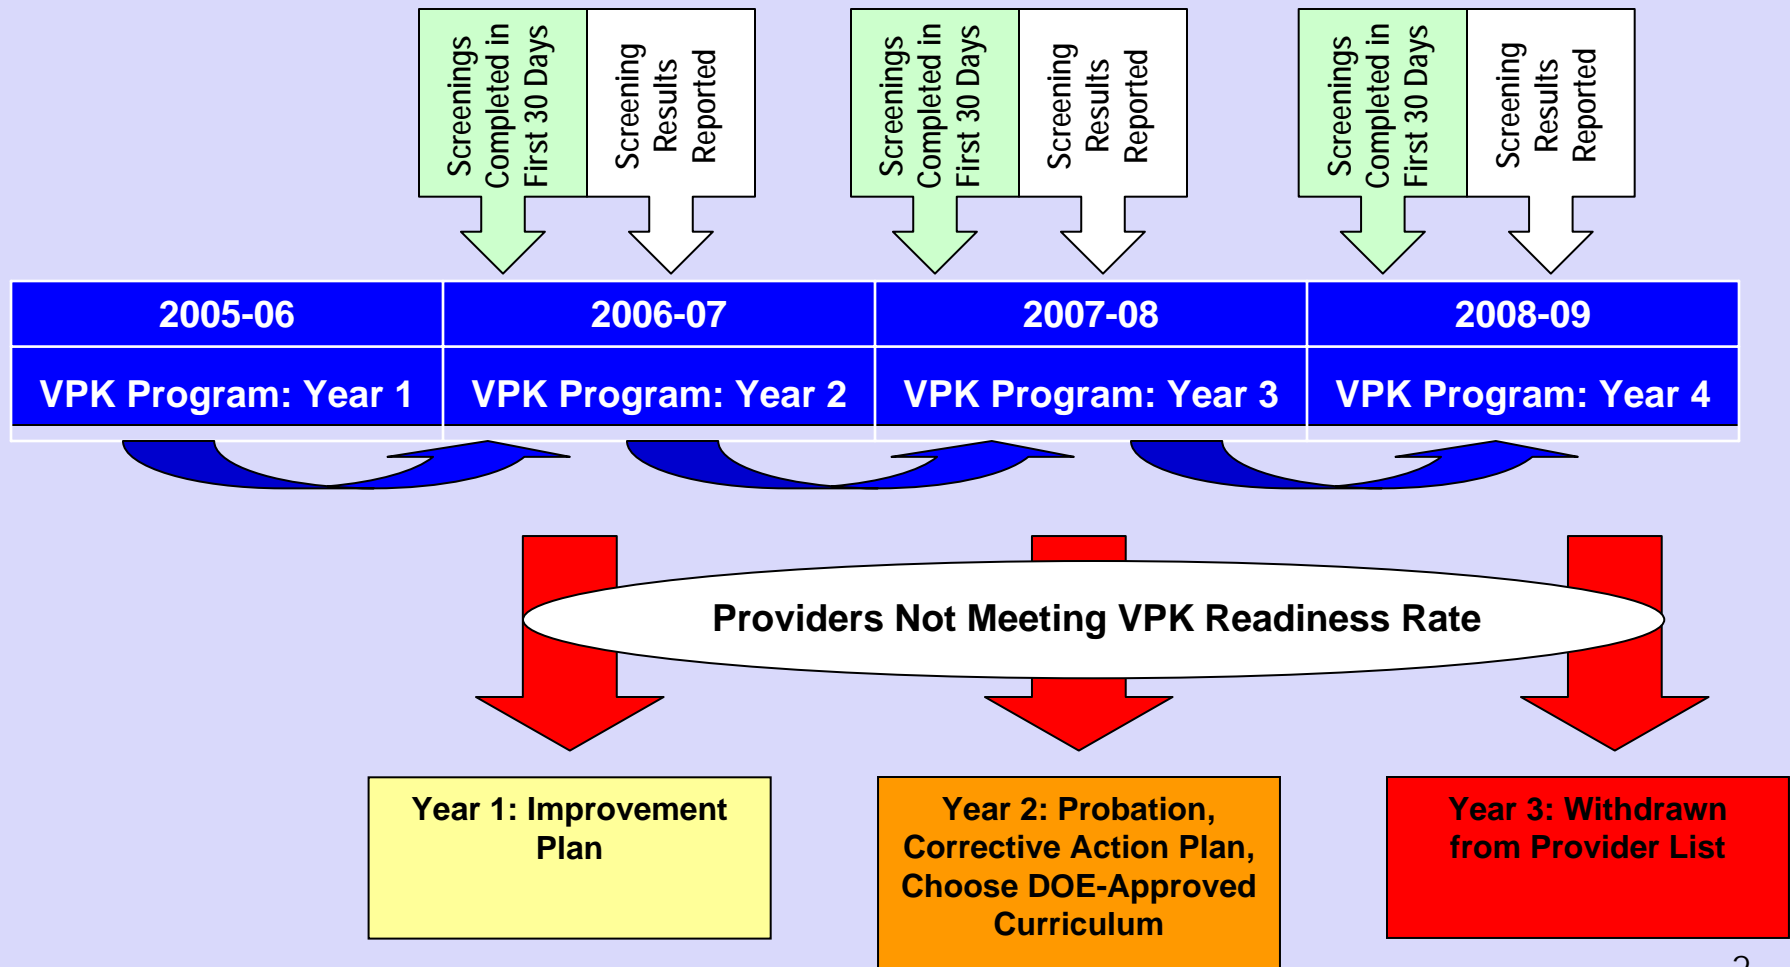 Screenings
Completed in
First 30 Days
Screening
Results
Reported
Screenings
Completed in
First 30 Days
Screening
Results
Reported
Screenings
Completed in
First 30 Days
Screening
Results
Reported
2005-06
2006-07
2007-08
2008-09
VPK Program: Year 1
VPK Program: Year 2
VPK Program: Year 3
VPK Program: Year 4
Providers Not Meeting VPK Readiness Rate
Year 1: Improvement
Plan
Year 2: Probation,
Corrective Action Plan,
Choose DOE-Approved
Curriculum
Year 3: Withdrawn
from Provider List